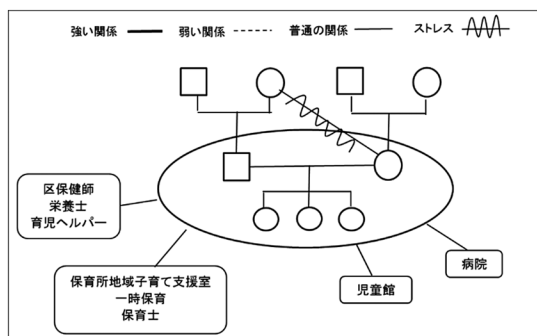 強い関係 弱い関係 普通の関係 ストレス
区保健師
栄養士
育児ヘルパー
保育所地域子育て支援室
一時保育
保育士
児童館
病院